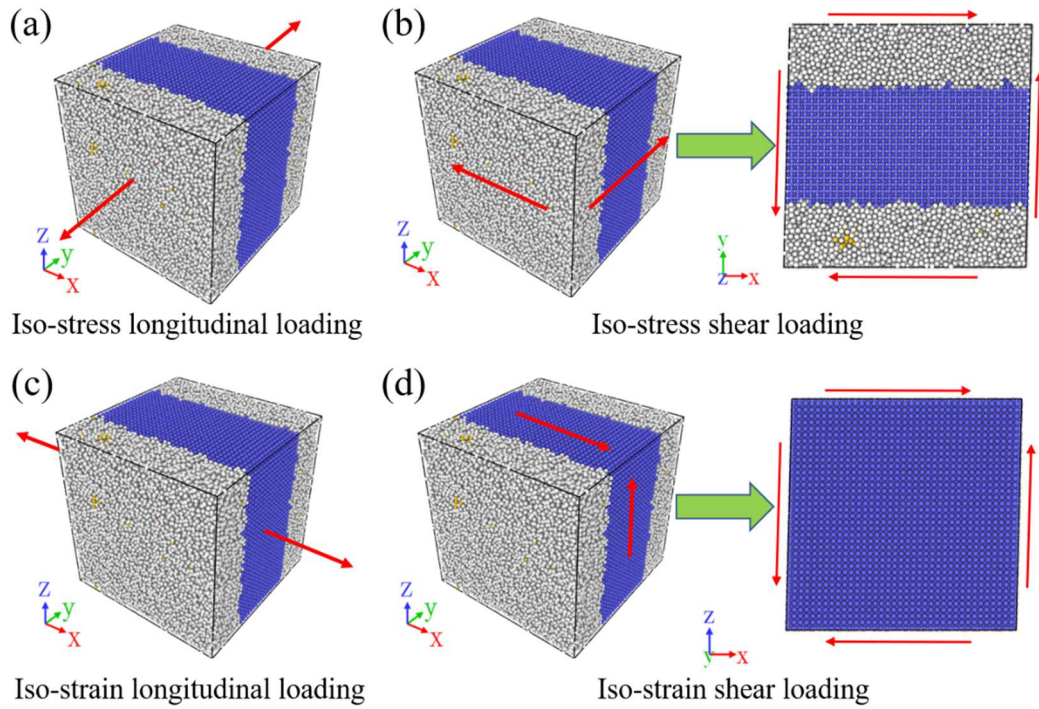 (a)
z
y
x
Iso-stress longitudinal loading
(b)
z
y
x
y
z
x
Iso-stress shear loading
(c)
z
y
x
Iso-strain longitudinal loading
(d)
z
y
x
z
y
x
Iso-strain shear loading